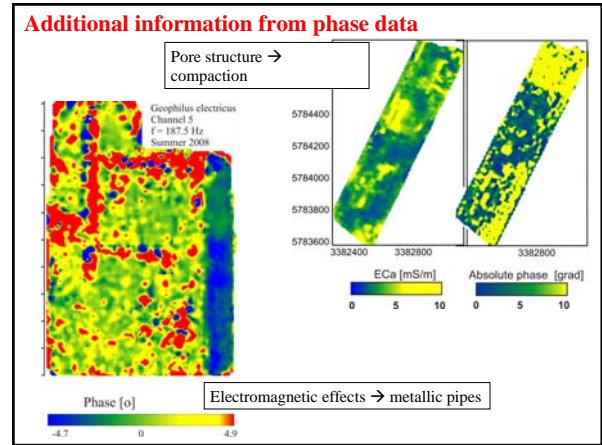 Additional information from phase data
Pore structure →
compaction
Geophilus electricus
Channel 5
f = 187.5 Hz
Summer 2008
5784400
5784200
5784000
5783800
5783600
3382400 3382800
3382800
ECa [mS/m]
0 5 10
Absolute phase [grad]
0 5 10
Electromagnetic effects → metallic pipes
Phase [o]
-4.7 0 4.9